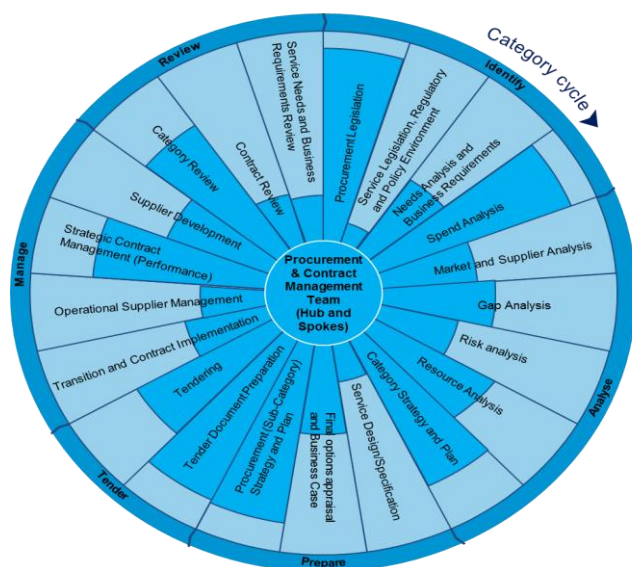 Category cycle
Identify
Procurement Legislation
Service Legislation, Regulatory
and Policy Environment
Needs Analysis and
Business Requirements
Analyse
Spend Analysis
Market and Supplier Analysis
Gap Analysis
Risk analysis
Resource Analysis
Category Strategy and Plan
Prepare
Service Design/Specification
Final options appraisal
and Business Case
Procurement (Sub-Category)
Strategy and Plan
Tender
Tender Document Preparation
Tendering
Manage
Transition and Contract Implementation
Operational Supplier Management
Strategic Contract
Management (Performance)
Supplier Development
Review
Category Review
Contract Review
Service Needs and Business
Requirements Review
Procurement
& Contract
Management
Team
(Hub and
Spokes)